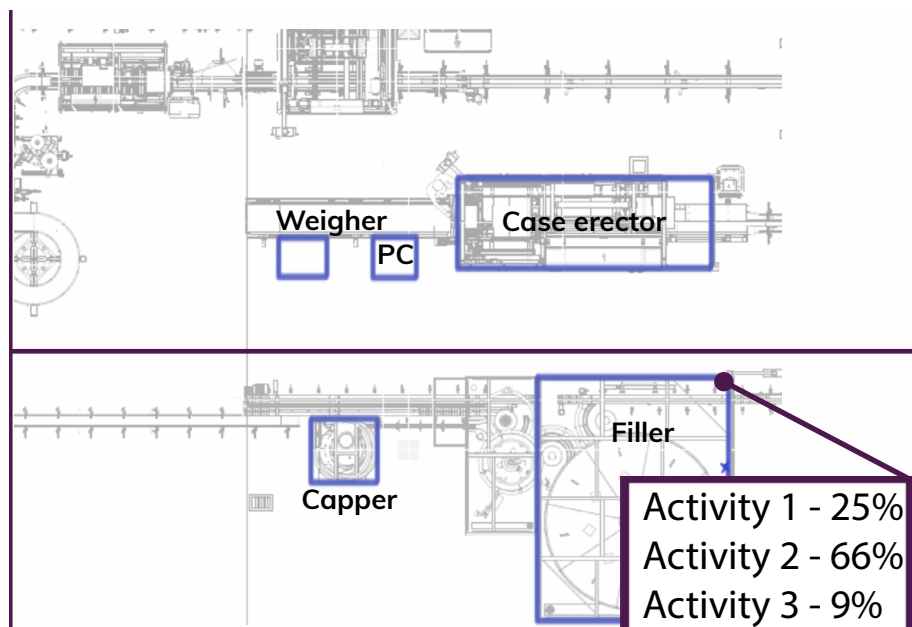 Weigher
PC
Case erector
Filler
Capper
Activity 1 - 25%
Activity 2 - 66%
Activity 3 - 9%